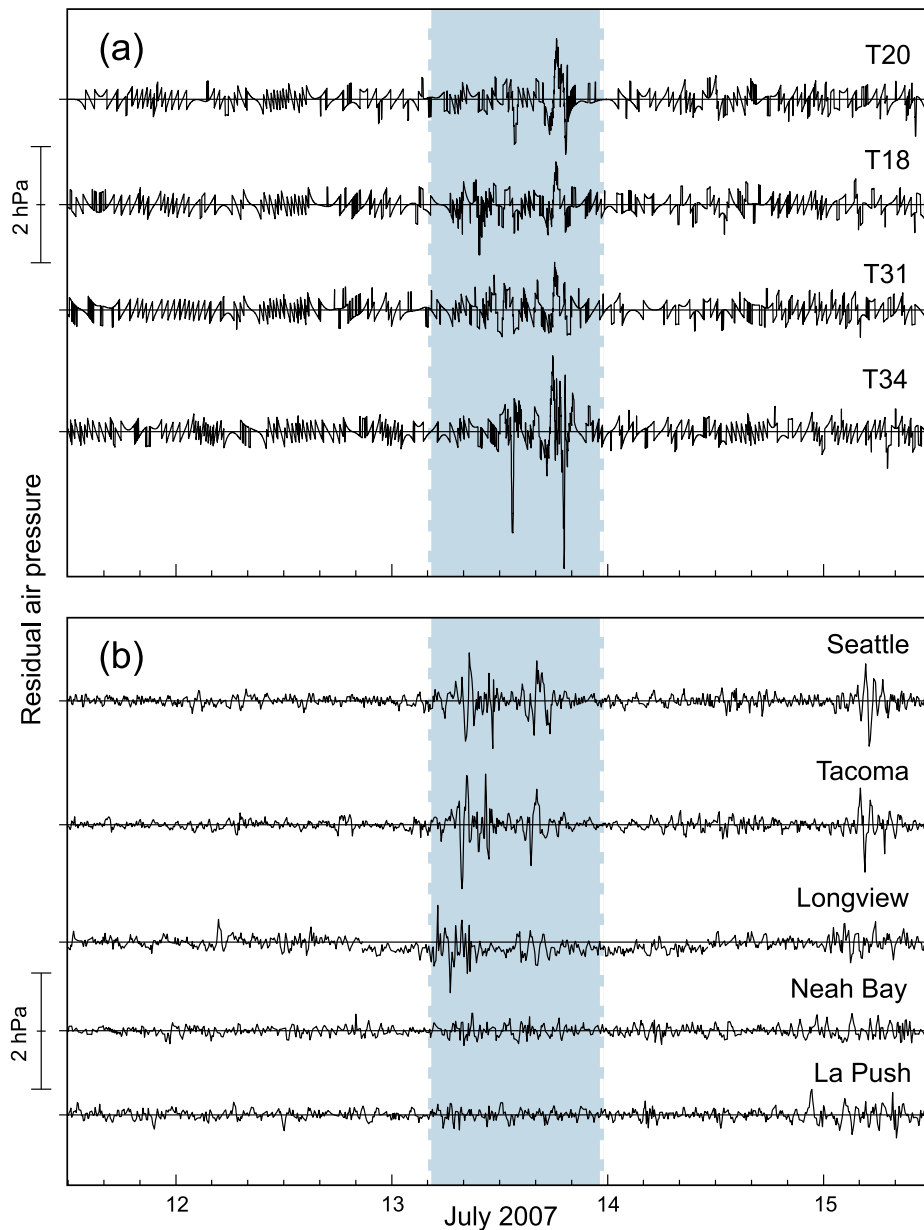 (a)
T20
T18
2 hPa
T31
T34
Residual air pressure
(b)
Seattle
Tacoma
Longview
Neah Bay
2 hPa
La Push
12 13 14 15
July 2007